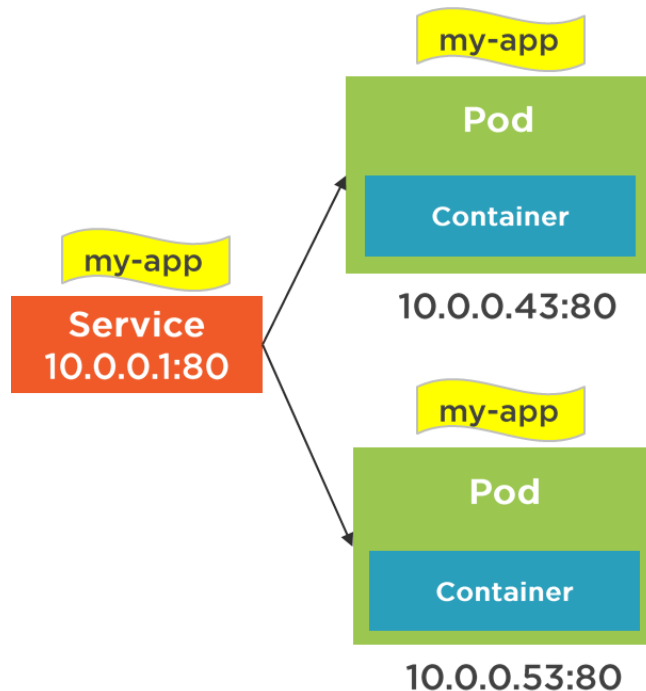 my-app
Service
10.0.0.1:80
my-app
Pod
Container
10.0.0.43:80
my-app
Pod
Container
10.0.0.53:80